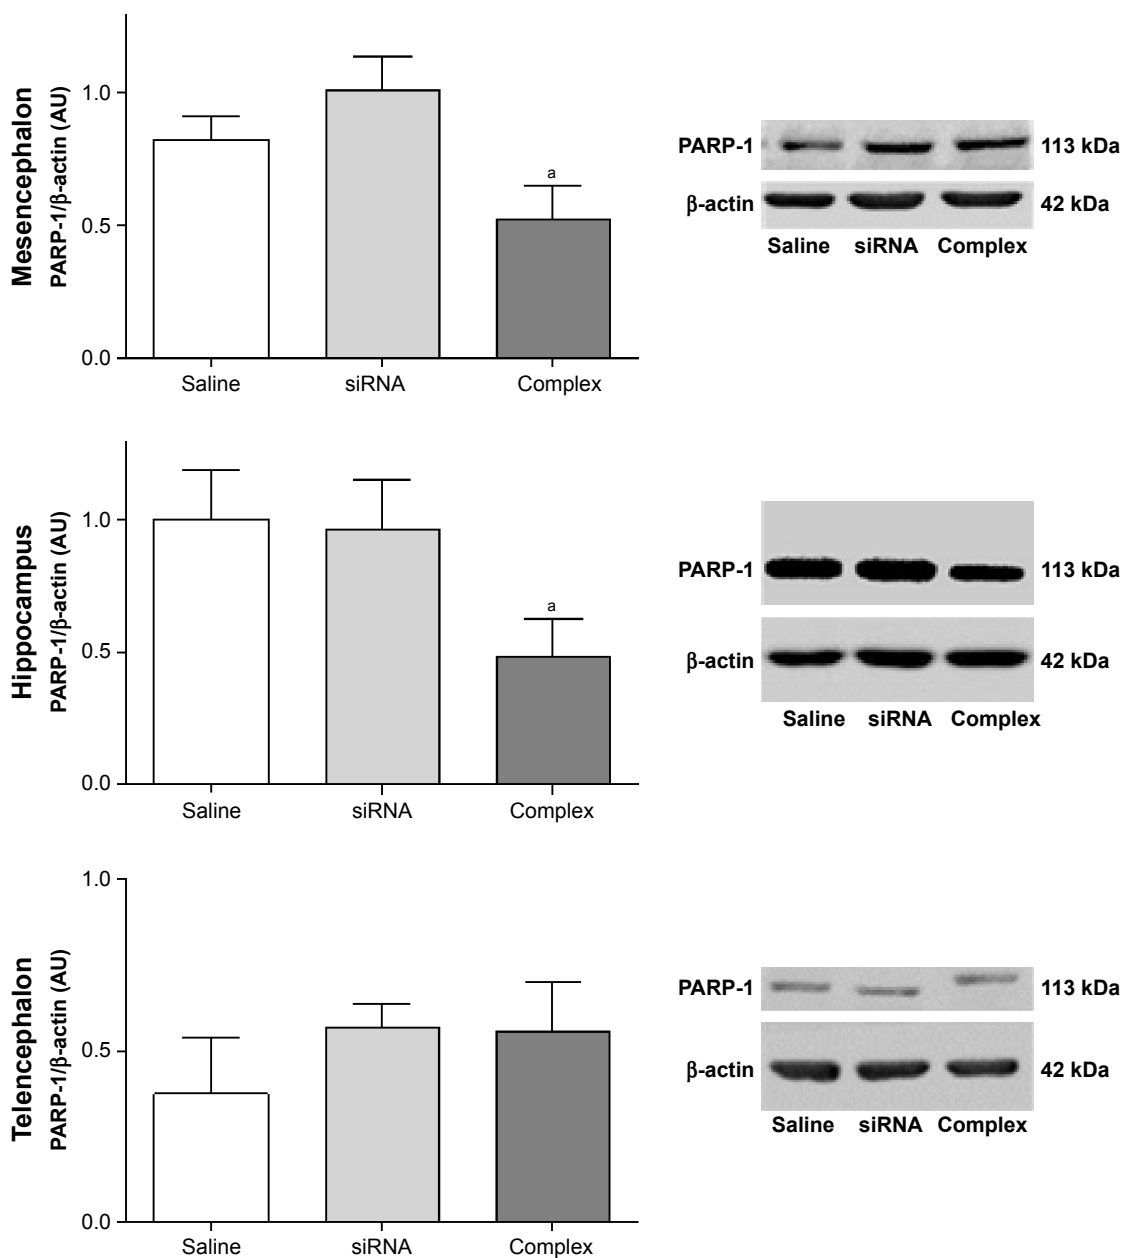 Mesencephalon
PARP-1/β-actin (AU)
1.0
0.5
0.0
a
Saline siRNA Complex
PARP-1 113 kDa
β-actin 42 kDa
Saline siRNA Complex
Hippocampus
PARP-1/β-actin (AU)
1.0
0.5
0.0
a
Saline siRNA Complex
PARP-1 113 kDa
β-actin 42 kDa
Saline siRNA Complex
Telencephalon
PARP-1/β-actin (AU)
1.0
0.5
0.0
Saline siRNA Complex
PARP-1 113 kDa
β-actin 42 kDa
Saline siRNA Complex